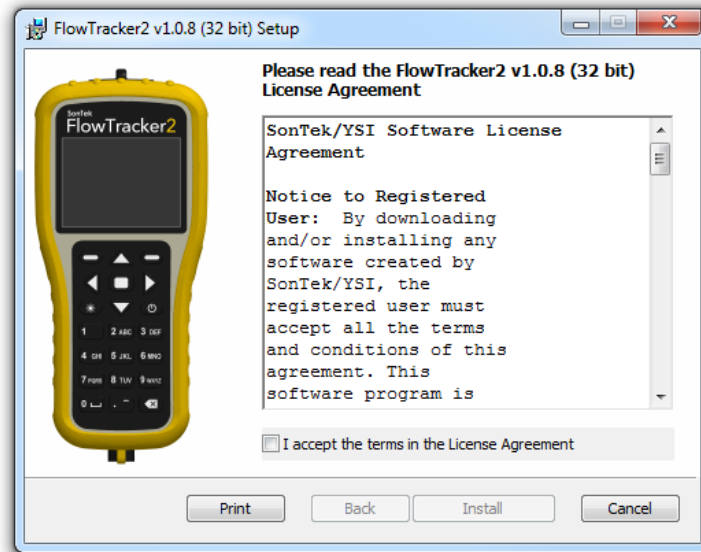 FlowTracker2 v1.0.8 (32 bit) Setup
SonTek
FlowTracker2
1 2 ABC 3 DEF
4 GHI 5 JKL 6 MNO
7 PQRS 8 TUV 9 WXYZ
0 . -
Please read the FlowTracker2 v1.0.8 (32 bit)
License Agreement
SonTek/YSI Software License
Agreement
Notice to Registered
User: By downloading
and/or installing any
software created by
SonTek/YSI, the
registered user must
accept all the terms
and conditions of this
agreement. This
software program is
I accept the terms in the License Agreement
Print Back Install Cancel